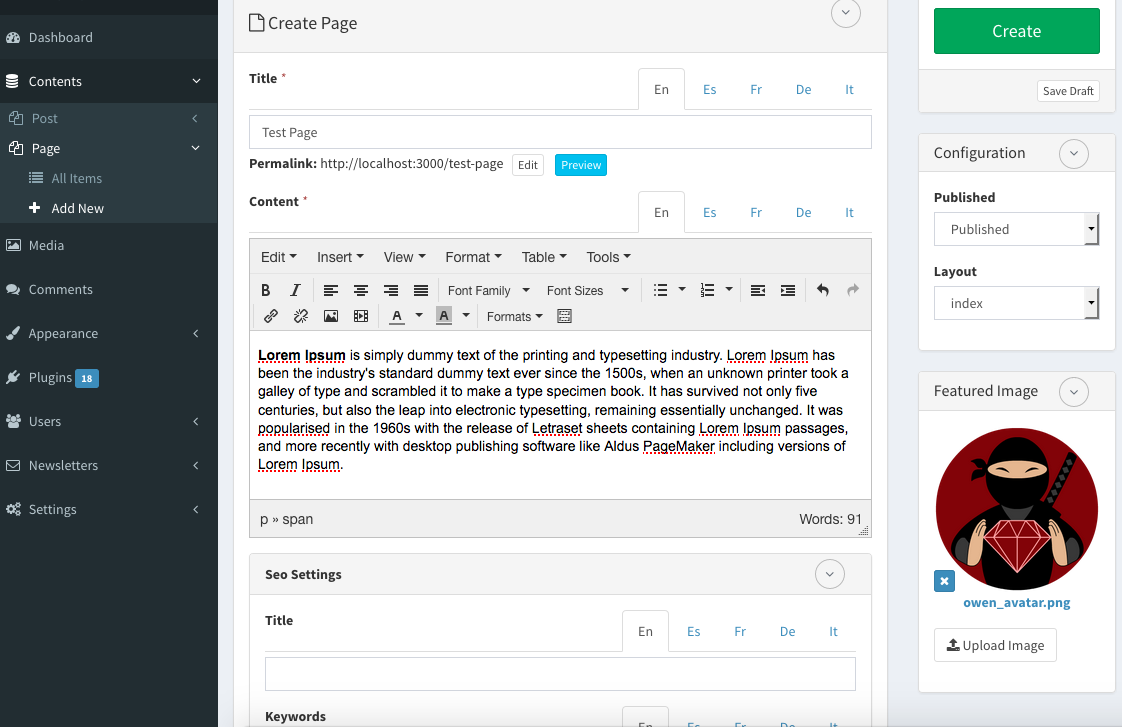 Dashboard
Contents
Post
Page
All Items
Add New
Media
Comments
Appearance
Plugins 18
Users
Newsletters
Settings
Create Page
Title *
En Es Fr De It
Test Page
Permalink: http://localhost:3000/test-page Edit Preview
Content *
En Es Fr De It
Edit Insert View Format Table Tools
B I Font Family Font Sizes
A A Formats
Lorem Ipsum is simply dummy text of the printing and typesetting industry. Lorem Ipsum has
been the industry's standard dummy text ever since the 1500s, when an unknown printer took a
galley of type and scrambled it to make a type specimen book. It has survived not only five
centuries, but also the leap into electronic typesetting, remaining essentially unchanged. It was
popularised in the 1960s with the release of Letraset sheets containing Lorem Ipsum passages,
and more recently with desktop publishing software like Aldus PageMaker including versions of
Lorem Ipsum.
p » span Words: 91
Seo Settings
Title
En Es Fr De It
Keywords
En Es Fr De It
Create
Save Draft
Configuration
Published
Published
Layout
index
Featured Image
owen_avatar.png
Upload Image